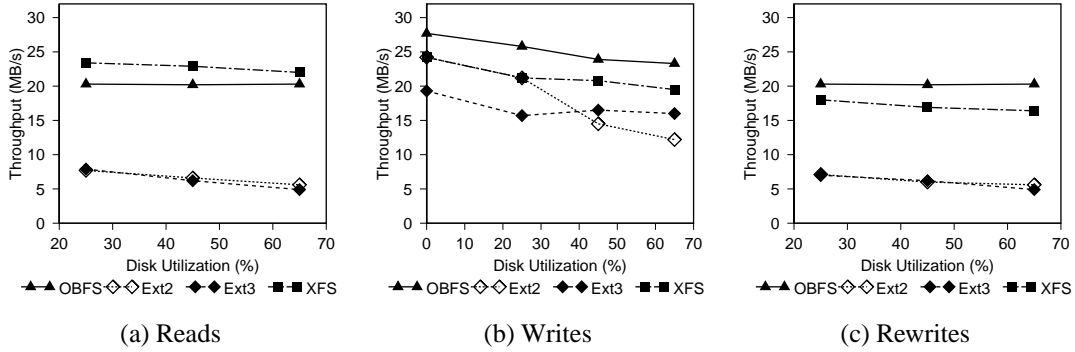 Throughput (MB/s)
30
25
20
15
10
5
0
20 30 40 50 60 70
Disk Utilization (%)
OBFS Ext2 Ext3 XFS
(a) Reads
Throughput (MB/s)
30
25
20
15
10
5
0
0 10 20 30 40 50 60 70
Disk Utilization (%)
OBFS Ext2 Ext3 XFS
(b) Writes
Throughput (MB/s)
30
25
20
15
10
5
0
20 30 40 50 60 70
Disk Utilization (%)
OBFS Ext2 Ext3 XFS
(c) Rewrites